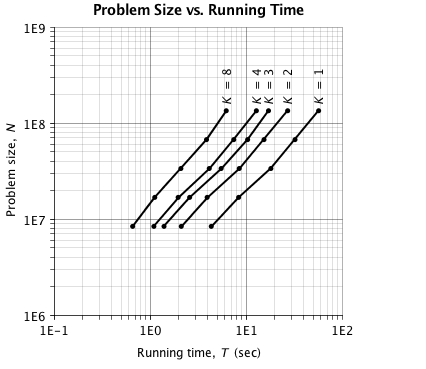 Problem Size vs. Running Time
1E9
1E8
1E7
1E6
Problem size, N
K = 8
K = 4
K = 3
K = 2
K = 1
1E−1
1E0
1E1
1E2
Running time, T (sec)